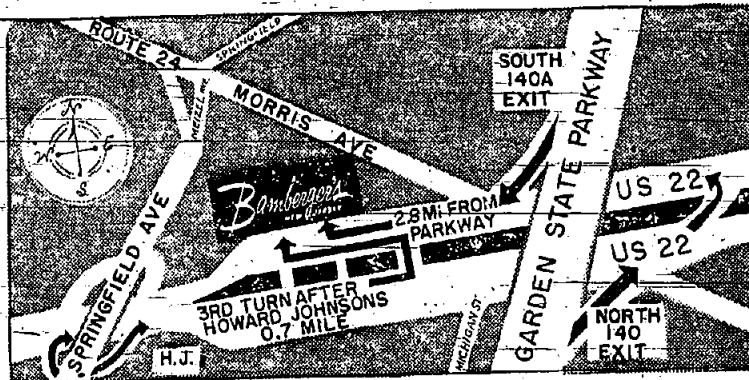 ROUTE 24
SPRINGFIELD
MORRIS AVE
SOUTH
140A
EXIT
GARDEN STATE PARKWAY
US 22
US 22
N
W
E
S
SPRINGFIELD AVE
Bamberger's
2.8 MI FROM
PARKWAY
3RD TURN AFTER
HOWARD JOHNSONS
0.7 MILE
H.J.
MICHIGAN ST
NORTH
140
EXIT